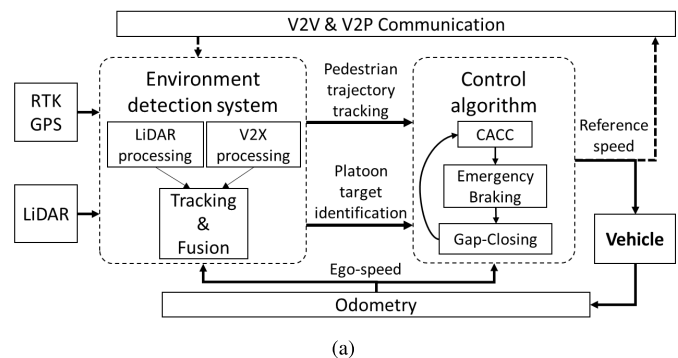 V2V & V2P Communication
RTK
GPS
LiDAR
Environment
detection system
LiDAR
processing
V2X
processing
Tracking
&
Fusion
Pedestrian
trajectory
tracking
Platoon
target
identification
Control
algorithm
CACC
Emergency
Braking
Gap-Closing
Reference
speed
Vehicle
Ego-speed
Odometry
(a)